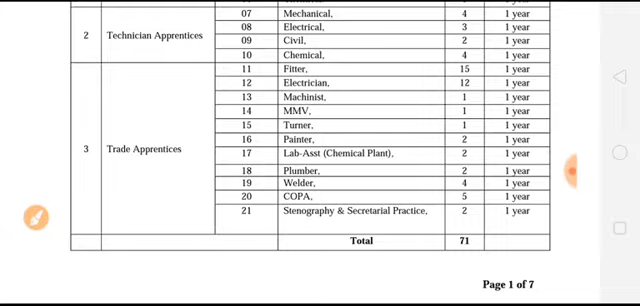 07 Mechanical, 4 1 year
2 Technician Apprentices 08 Electrical, 3 1 year
09 Civil, 2 1 year
10 Chemical, 4 1 year
11 Fitter, 15 1 year
12 Electrician, 12 1 year
13 Machinist, 1 1 year
14 MMV, 1 1 year
15 Turner, 1 1 year
16 Painter, 2 1 year
3 Trade Apprentices 17 Lab-Asst (Chemical Plant), 2 1 year
18 Plumber, 2 1 year
19 Welder, 4 1 year
20 COPA, 5 1 year
21 Stenography & Secretarial Practice, 2 1 year
Total 71
Page 1 of 7